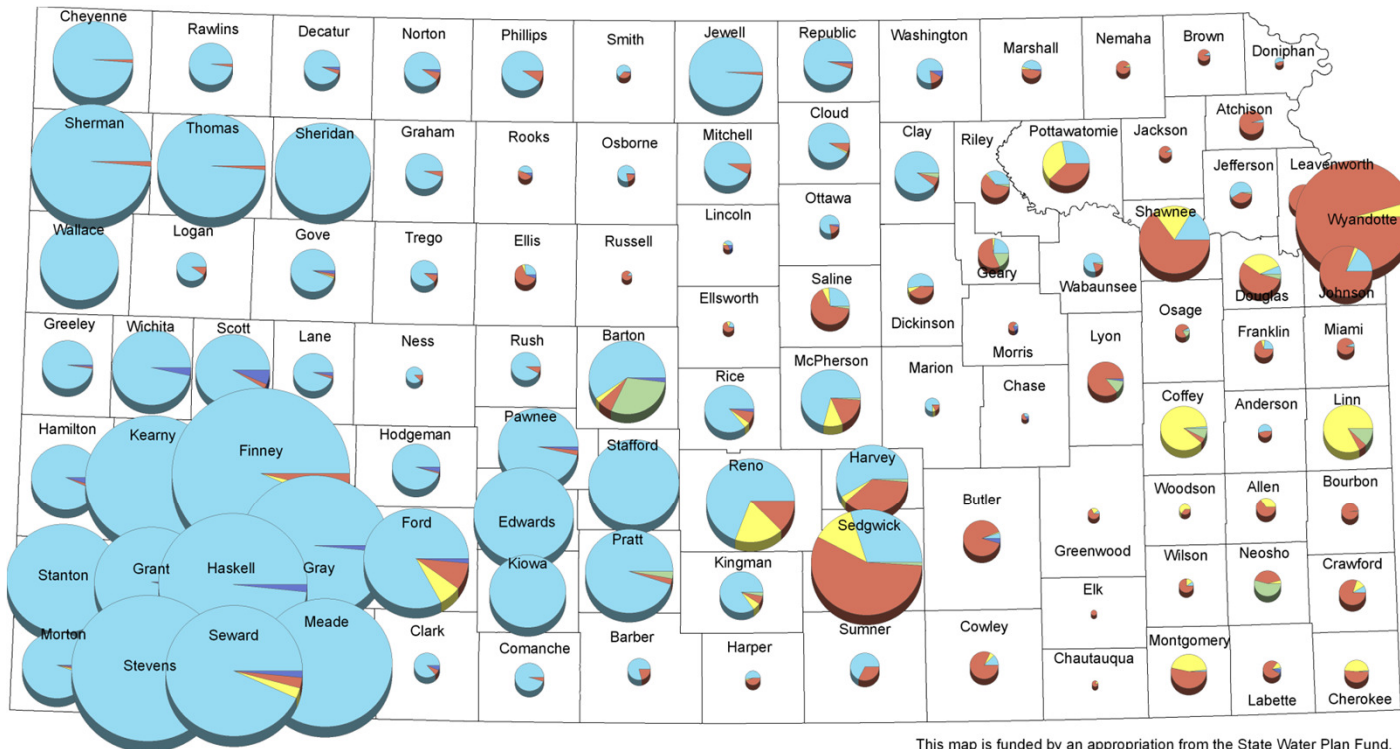 Cheyenne Rawlins Decatur Norton Phillips Smith Jewell Republic Washington Marshall Nemaha Brown Doniphan
Sherman Thomas Sheridan Graham Rooks Osborne Mitchell Cloud Clay Riley Pottawatomie Jackson Atchison
Jefferson Leavenworth
Wyandotte
Wallace Logan Gove Trego Ellis Russell Lincoln Ottawa Shawnee
Saline Geary Wabaunsee Douglas Johnson
Ellsworth Dickinson
Greeley Wichita Scott Lane Ness Rush Barton Morris Lyon Osage Franklin Miami
Rice McPherson Marion Chase
Coffey Anderson Linn
Hamilton Kearny Finney Hodgeman Pawnee Stafford
Reno Harvey Butler Woodson Allen Bourbon
Stanton Grant Haskell Gray Ford Edwards Pratt Sedgwick Greenwood
Kiowa Kingman Wilson Neosho Crawford
Elk
Morton Stevens Seward Meade Clark Comanche Barber Harper Sumner Cowley Chautauqua Montgomery Labette Cherokee
This map is funded by an appropriation from the State Water Plan Fund.